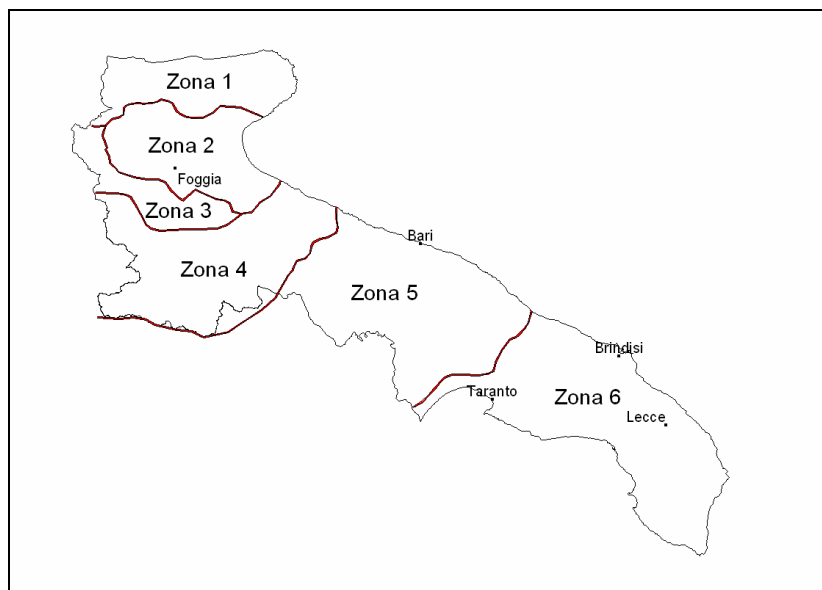 Zona 1
Zona 2
Foggia
Zona 3
Bari
Zona 4
Zona 5
Brindisi
Taranto
Zona 6
Lecce